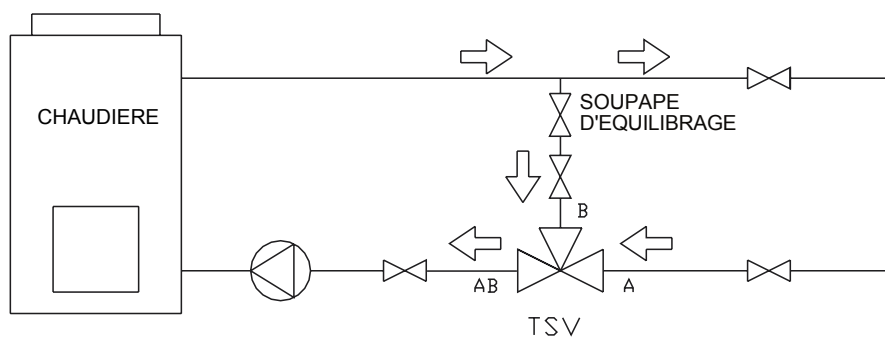 CHAUDIERE
SOUPAPE
D'EQUILIBRAGE
B
AB
A
TSV